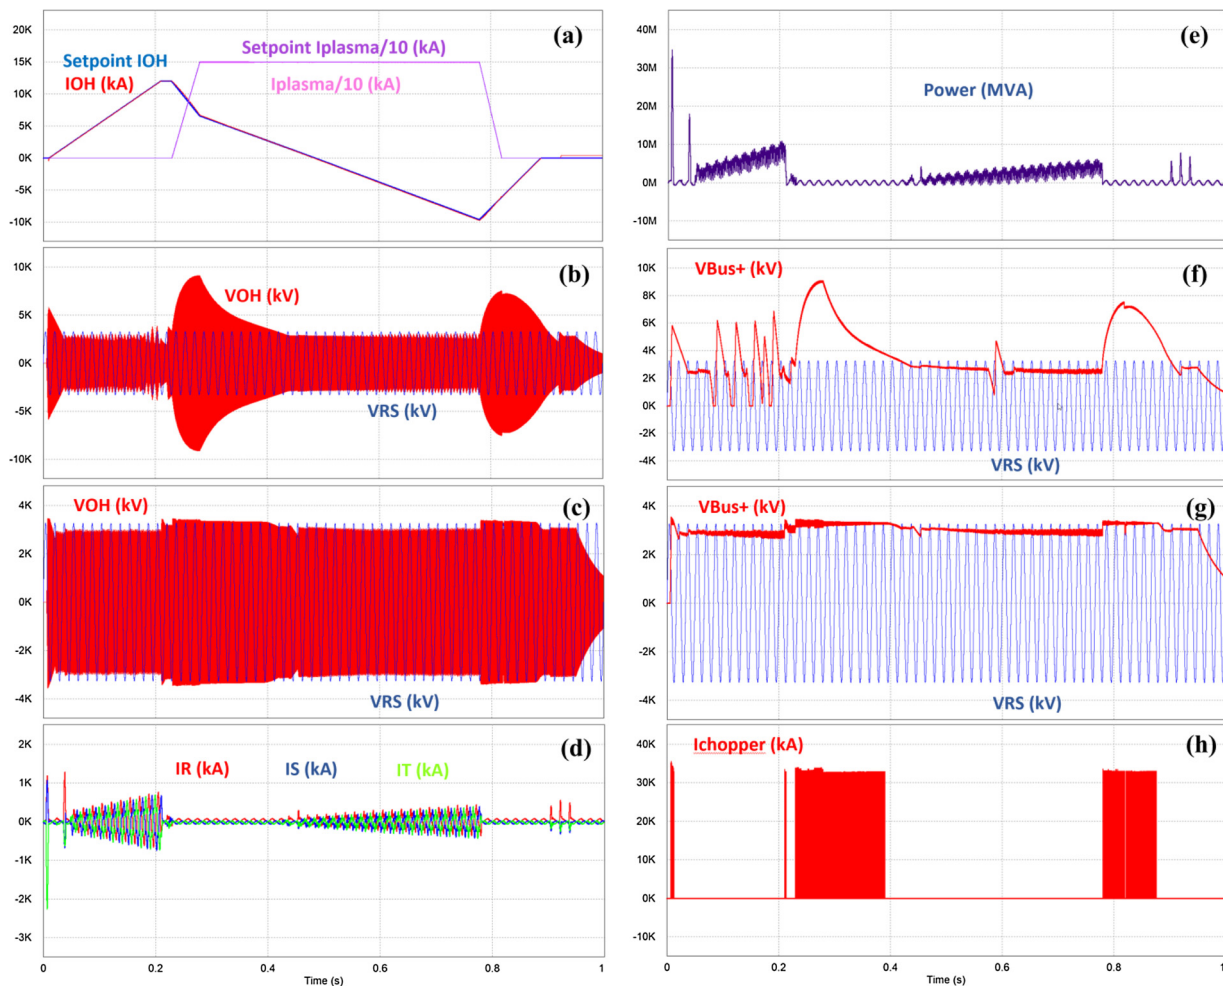 20K
15K
10K
5K
0K
-5K
-10K
(a)
Setpoint Iplasma/10 (kA)
Setpoint IOH
IOH (kA)
Iplasma/10 (kA)
10K
5K
0K
-5K
-10K
(b)
VOH (kV)
VRS (kV)
4K
2K
0K
-2K
-4K
VOH (kV)
(c)
VRS (kV)
2K
1K
0K
-1K
-2K
-3K
IR (kA)
IS (kA)
IT (kA)
(d)
0
0.2
0.4
0.6
0.8
1
Time (s)
40M
30M
20M
10M
0M
-10M
(e)
Power (MVA)
10K
8K
6K
4K
2K
0K
-2K
-4K
VBus+ (kV)
(f)
VRS (kV)
4K
2K
0K
-2K
-4K
VBus+ (kV)
(g)
VRS (kV)
40K
30K
20K
10K
0K
-10K
Ichopper (kA)
(h)
0
0.2
0.4
0.6
0.8
1
Time (s)